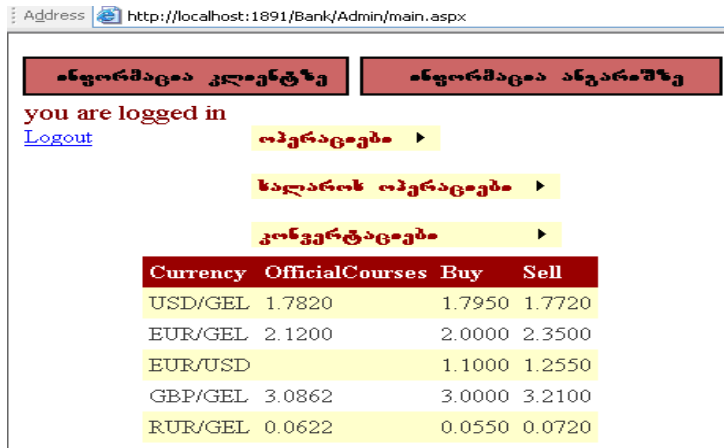 Address http://localhost:1891/Bank/Admin/main.aspx
ინფორმაცია კლიენტზე ინფორმაცია ანგარიშზე
you are logged in
Logout
ოპერაციები
სალაროს ოპერაციები
კონვერტაციები
Currency OfficialCourses Buy Sell
USD/GEL 1.7820 1.7950 1.7720
EUR/GEL 2.1200 2.0000 2.3500
EUR/USD 1.1000 1.2550
GBP/GEL 3.0862 3.0000 3.2100
RUR/GEL 0.0622 0.0550 0.0720